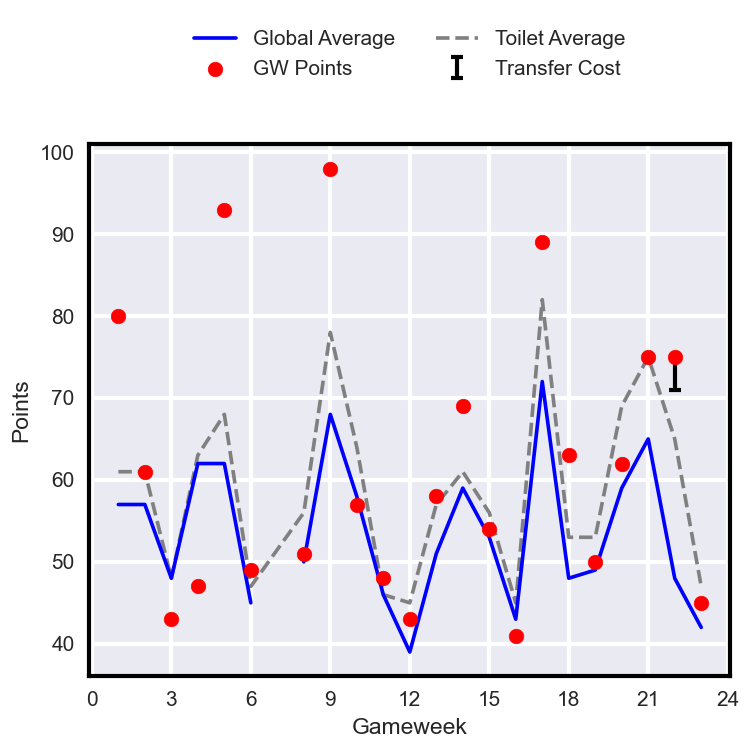 Global Average
Toilet Average
GW Points
Transfer Cost
100
90
80
70
60
50
40
Points
0 3 6 9 12 15 18 21 24
Gameweek